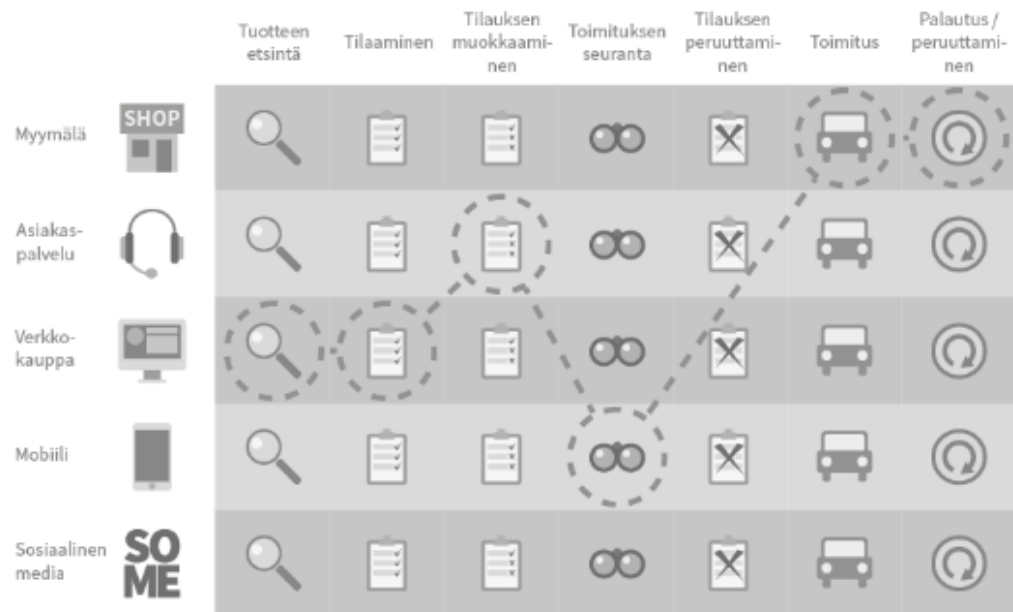 Tuotteen
etsintä
Tilaaminen
Tilauksen
muokkaami-
nen
Toimituksen
seuranta
Tilauksen
peruuttami-
nen
Toimitus
Palautus /
peruuttami-
nen
Myymälä
SHOP
Asiakas-
palvelu
Verkko-
kauppa
Mobiili
Sosiaalinen
media
SO
ME